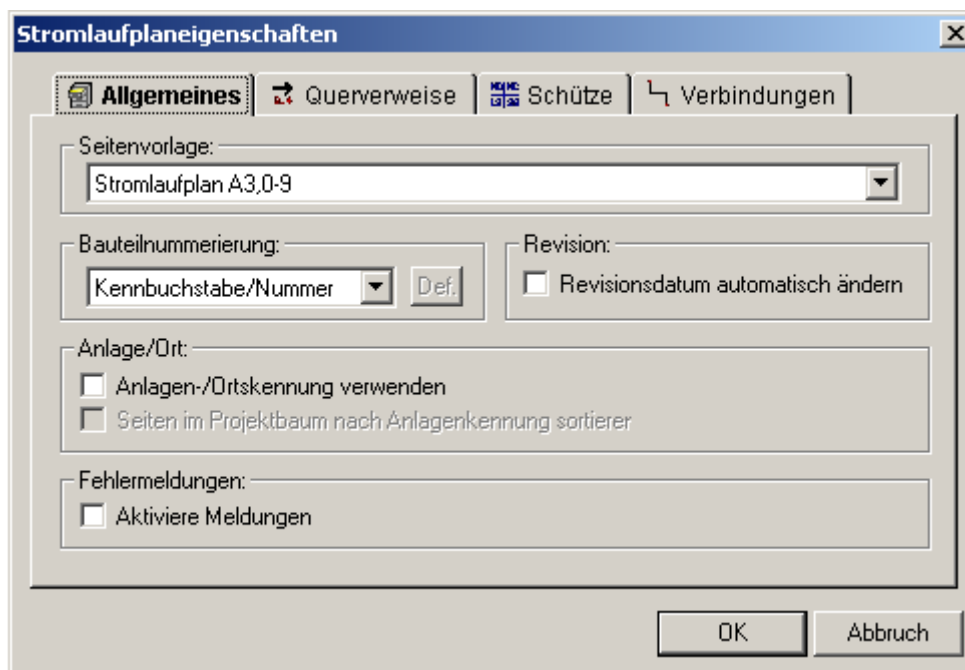 Stromlaufplaneigenschaften
Allgemeines Querverweise Schütze Verbindungen
Seitenvorlage:
Stromlaufplan A3,0-9
Bauteilnummerierung: Revision:
Kennbuchstabe/Nummer Def. Revisionsdatum automatisch ändern
Anlage/Ort:
Anlagen-/Ortskennung verwenden
Seiten im Projektbaum nach Anlagenkennung sortierer
Fehlermeldungen:
Aktiviere Meldungen
OK Abbruch